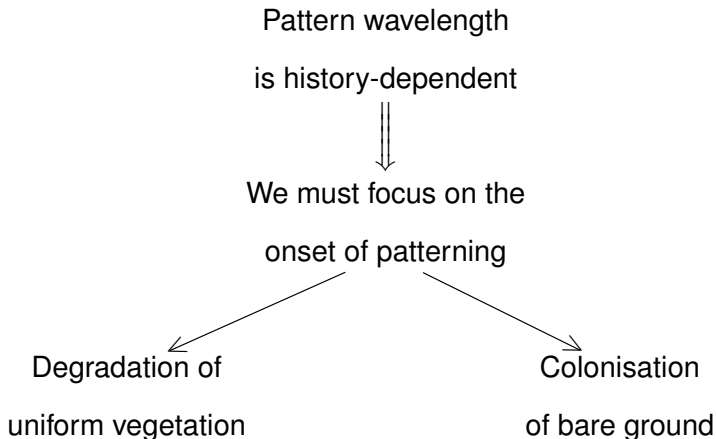 Pattern wavelength
is history-dependent
We must focus on the
onset of patterning
Degradation of
uniform vegetation
Colonisation
of bare ground